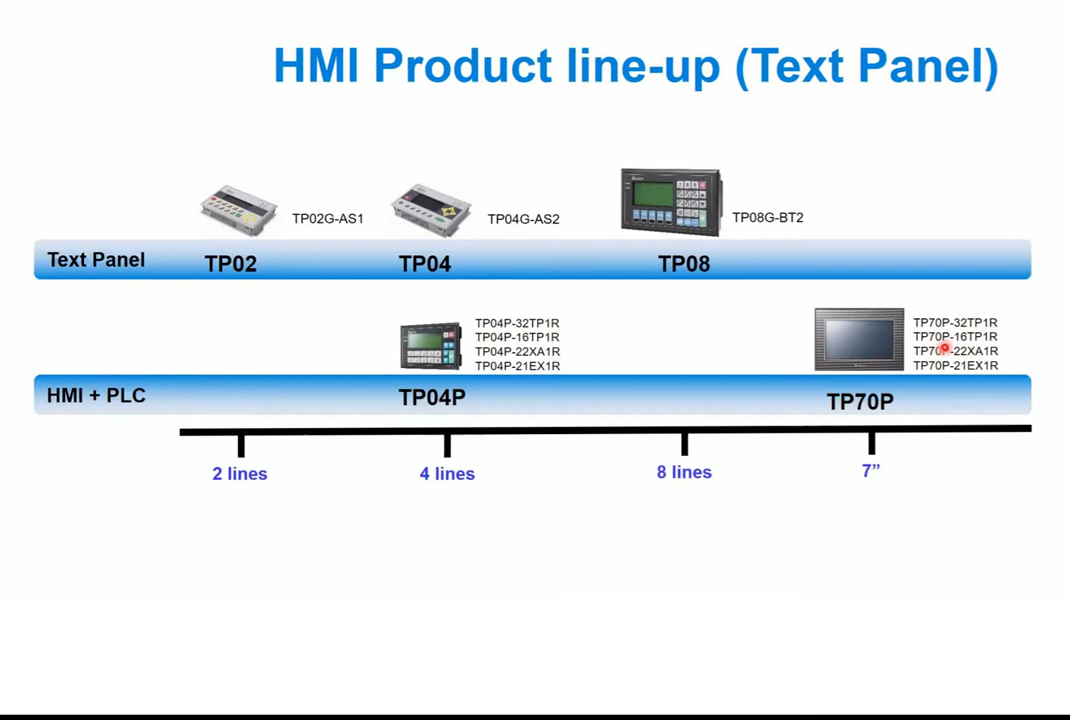 HMI Product line-up (Text Panel)
TP02G-AS1
TP04G-AS2
TP08G-BT2
Text Panel
TP02
TP04
TP08
TP04P-32TP1R
TP04P-16TP1R
TP04P-22XA1R
TP04P-21EX1R
TP70P-32TP1R
TP70P-16TP1R
TP70P-22XA1R
TP70P-21EX1R
HMI + PLC
TP04P
TP70P
2 lines
4 lines
8 lines
7”